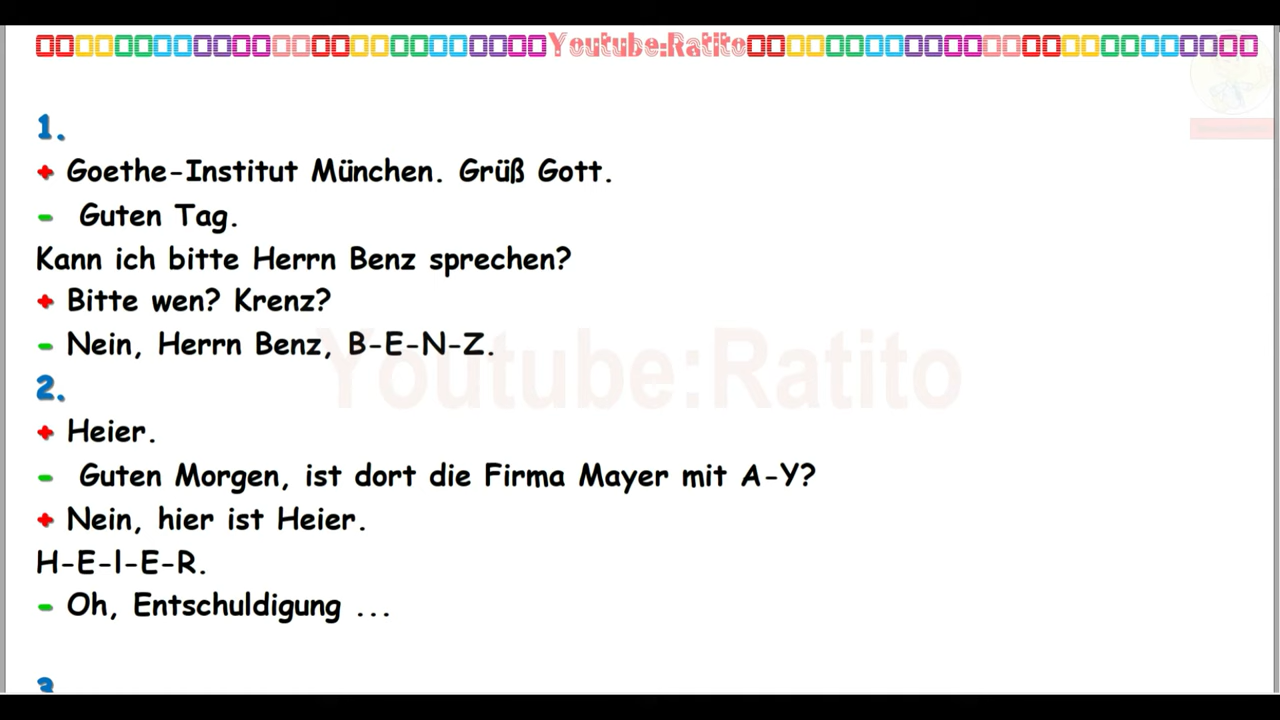 Youtube:Ratito
1.
+ Goethe-Institut München. Grüß Gott.
- Guten Tag.
Kann ich bitte Herrn Benz sprechen?
+ Bitte wen? Krenz?
- Nein, Herrn Benz, B-E-N-Z.
Youtube:Ratito
2.
+ Heier.
- Guten Morgen, ist dort die Firma Mayer mit A-Y?
+ Nein, hier ist Heier.
H-E-l-E-R.
- Oh, Entschuldigung ...
3